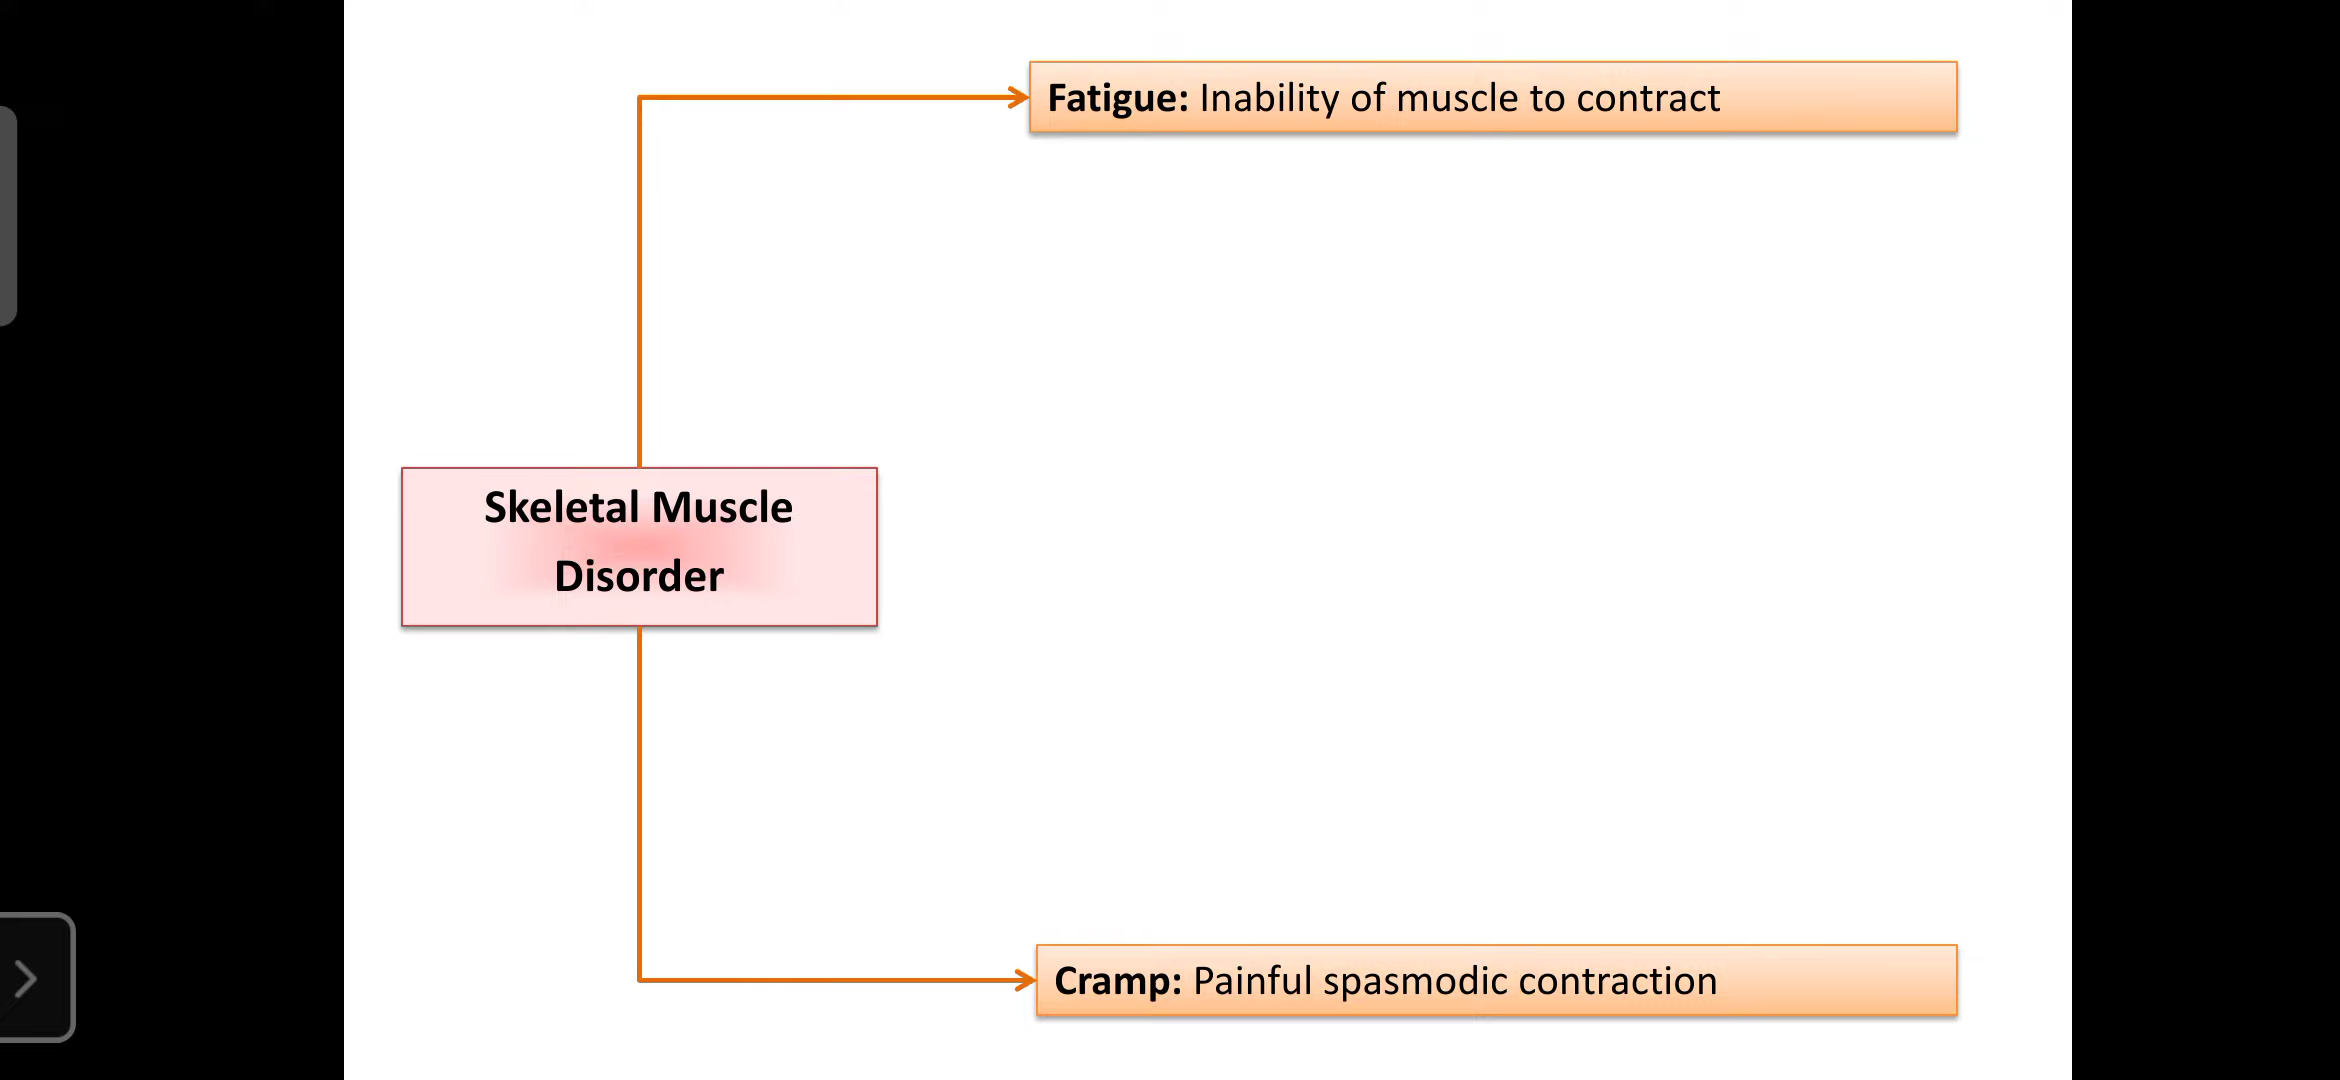 Fatigue: Inability of muscle to contract
Skeletal Muscle
Disorder
Cramp: Painful spasmodic contraction